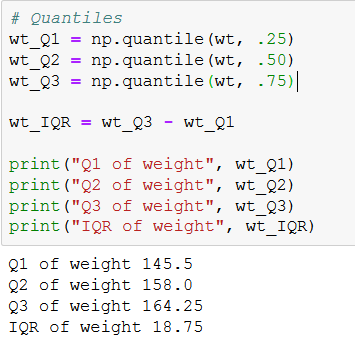 # Quantiles
wt_Q1 = np.quantile(wt, .25)
wt_Q2 = np.quantile(wt, .50)
wt_Q3 = np.quantile(wt, .75)
wt_IQR = wt_Q3 - wt_Q1
print("Q1 of weight", wt_Q1)
print("Q2 of weight", wt_Q2)
print("Q3 of weight", wt_Q3)
print("IQR of weight", wt_IQR)
Q1 of weight 145.5
Q2 of weight 158.0
Q3 of weight 164.25
IQR of weight 18.75